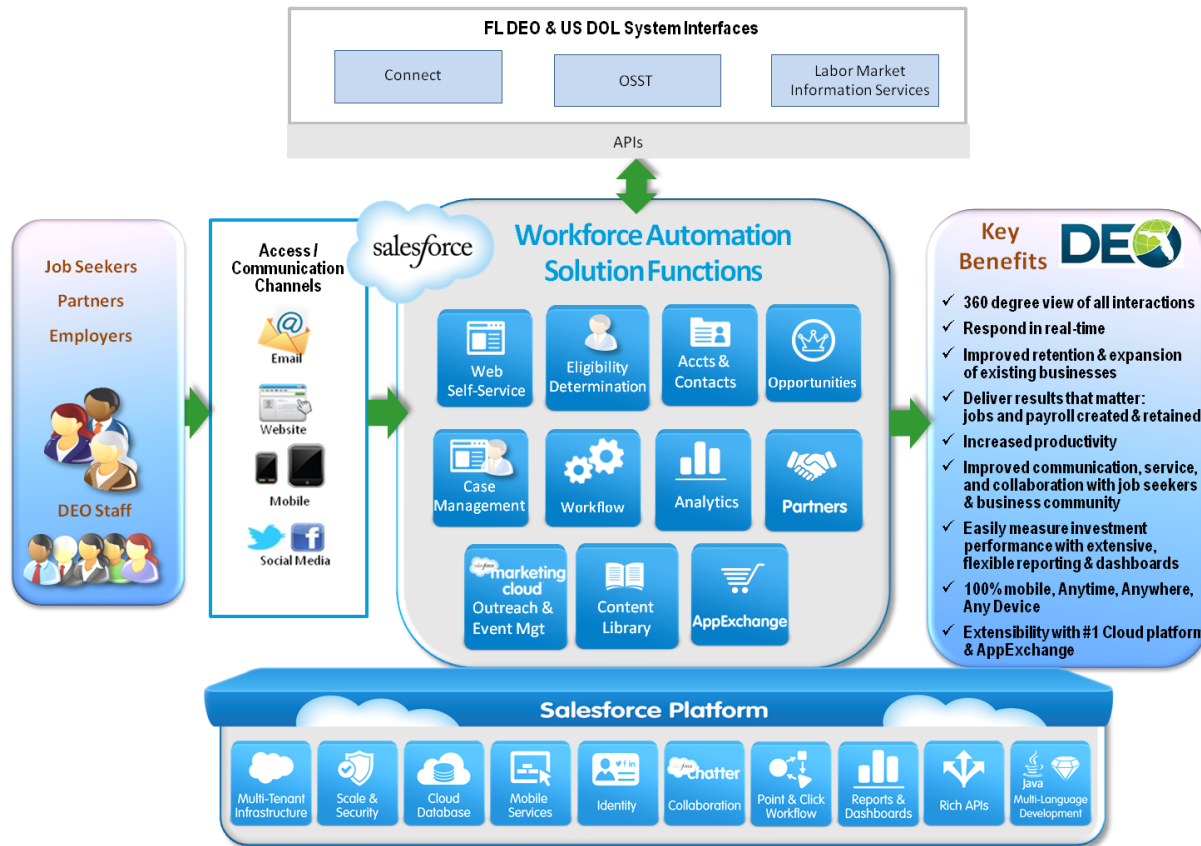 FL DEO & US DOL System Interfaces
Connect
OSST
Labor Market
Information Services
APIs
Job Seekers
Partners
Employers
DEO Staff
Access /
Communication
Channels
Email
Website
Mobile
Social Media
salesforce
Workforce Automation
Solution Functions
Web
Self-Service
Eligibility
Determination
Accts &
Contacts
Opportunities
Case
Management
Workflow
Analytics
Partners
salesforce
marketing
cloud
Outreach &
Event Mgt
Content
Library
AppExchange
Key
Benefits
DEO
✓ 360 degree view of all interactions
✓ Respond in real-time
✓ Improved retention & expansion
of existing businesses
✓ Deliver results that matter:
jobs and payroll created & retained
✓ Increased productivity
✓ Improved communication, service,
and collaboration with job seekers
& business community
✓ Easily measure investment
performance with extensive,
flexible reporting & dashboards
✓ 100% mobile, Anytime, Anywhere,
Any Device
✓ Extensibility with #1 Cloud platform
& AppExchange
Salesforce Platform
Multi-Tenant
Infrastructure
Scale &
Security
Cloud
Database
Mobile
Services
Identity
salesforce
chatter
Collaboration
Point & Click
Workflow
Reports &
Dashboards
Rich APIs
Java
Multi-Language
Development